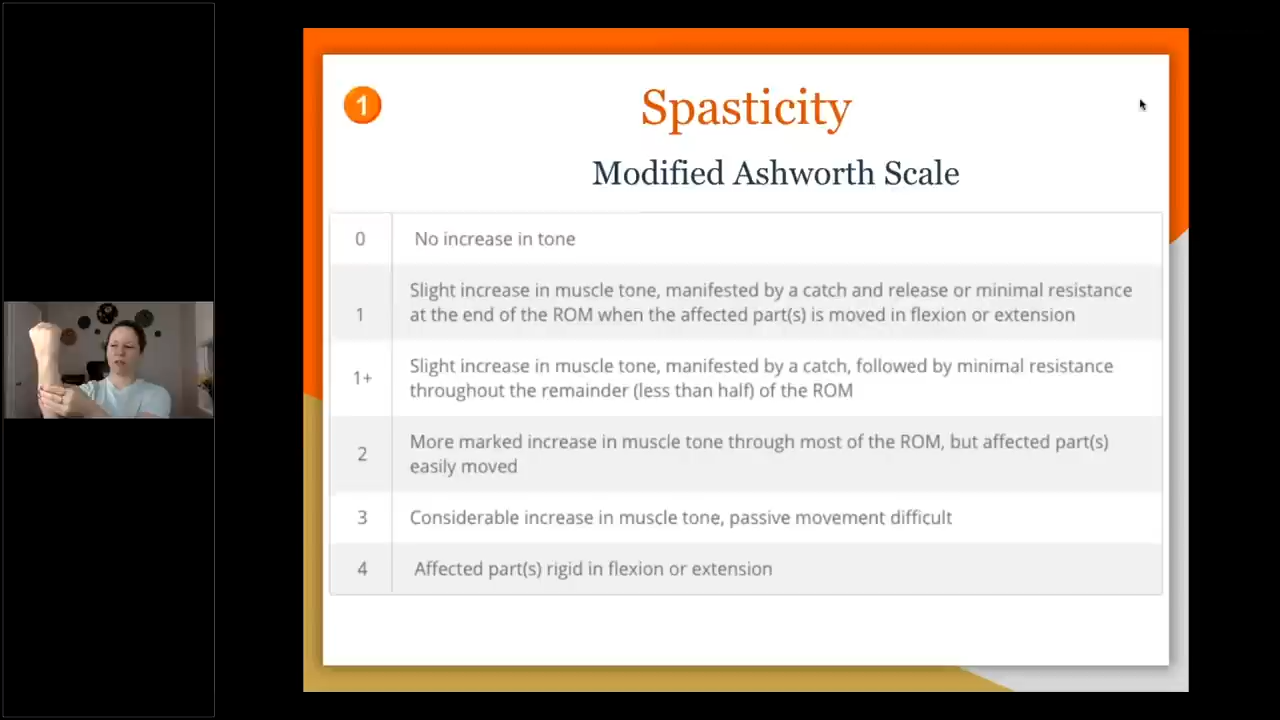 1
Spasticity
Modified Ashworth Scale
0 No increase in tone
Slight increase in muscle tone, manifested by a catch and release or minimal resistance
1 at the end of the ROM when the affected part(s) is moved in flexion or extension
1+ Slight increase in muscle tone, manifested by a catch, followed by minimal resistance
throughout the remainder (less than half) of the ROM
2 More marked increase in muscle tone through most of the ROM, but affected part(s)
easily moved
3 Considerable increase in muscle tone, passive movement difficult
4 Affected part(s) rigid in flexion or extension